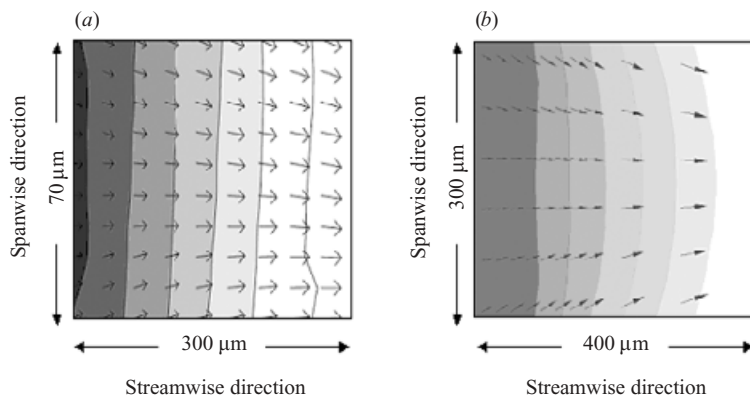 (a)
Spanwise direction
70 µm
300 µm
Streamwise direction
(b)
Spanwise direction
300 µm
400 µm
Streamwise direction